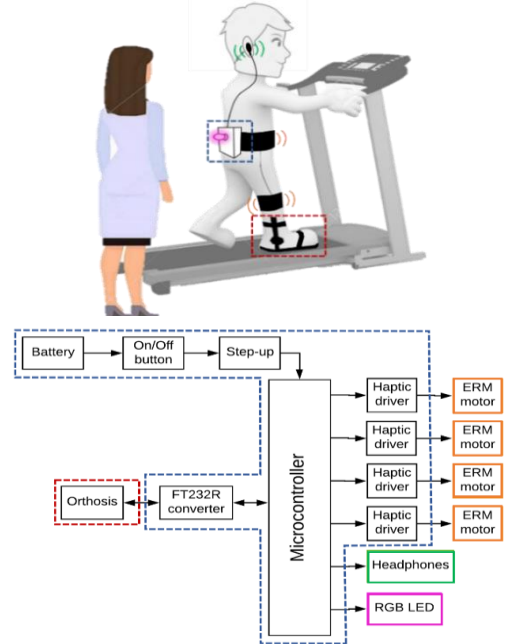 Battery
On/Off
button
Step-up
Haptic
driver
ERM
motor
Haptic
driver
ERM
motor
Microcontroller
Orthosis
FT232R
converter
Haptic
driver
ERM
motor
Haptic
driver
ERM
motor
Headphones
RGB LED